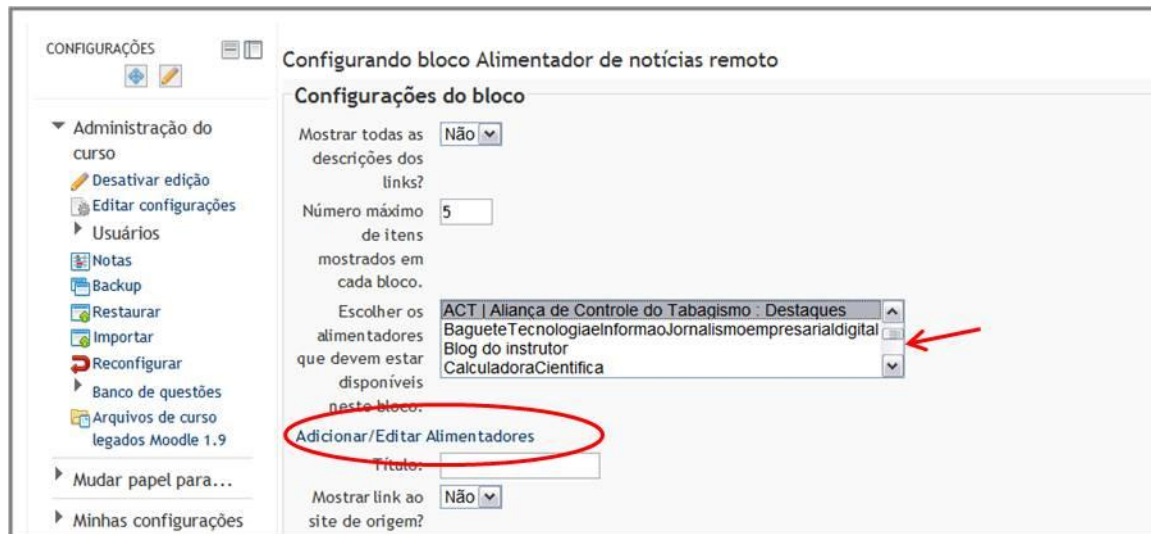 CONFIGURAÇÕES
Administração do
curso
Desativar edição
Editar configurações
Usuários
Notas
Backup
Restaurar
Importar
Reconfigurar
Banco de questões
Arquivos de curso
legados Moodle 1.9
Mudar papel para...
Minhas configurações
Configurando bloco Alimentador de notícias remoto
Configurações do bloco
Mostrar todas as
descrições dos
links?
Não
Número máximo
de itens
mostrados em
cada bloco.
5
Escolher os
alimentadores
que devem estar
disponíveis
neste bloco.
ACT | Aliança de Controle do Tabagismo : Destaques
BagueteTecnologiaeInformaoJornalismoempresarialdigital
Blog do instrutor
CalculadoraCientifica
Adicionar/Editar Alimentadores
Título:
Mostrar link ao
site de origem?
Não